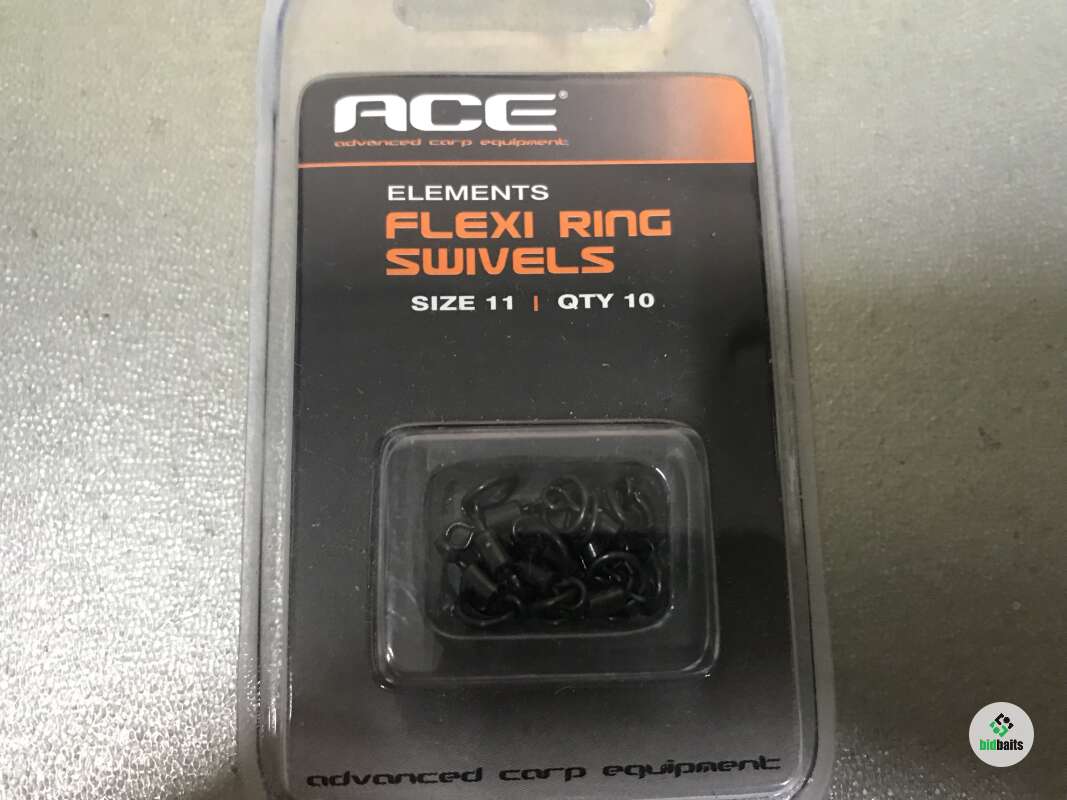 ACE®
advanced carp equipment
ELEMENTS
FLEXI RING
SWIVELS
SIZE 11 | QTY 10
advanced carp equipment
bidbaits